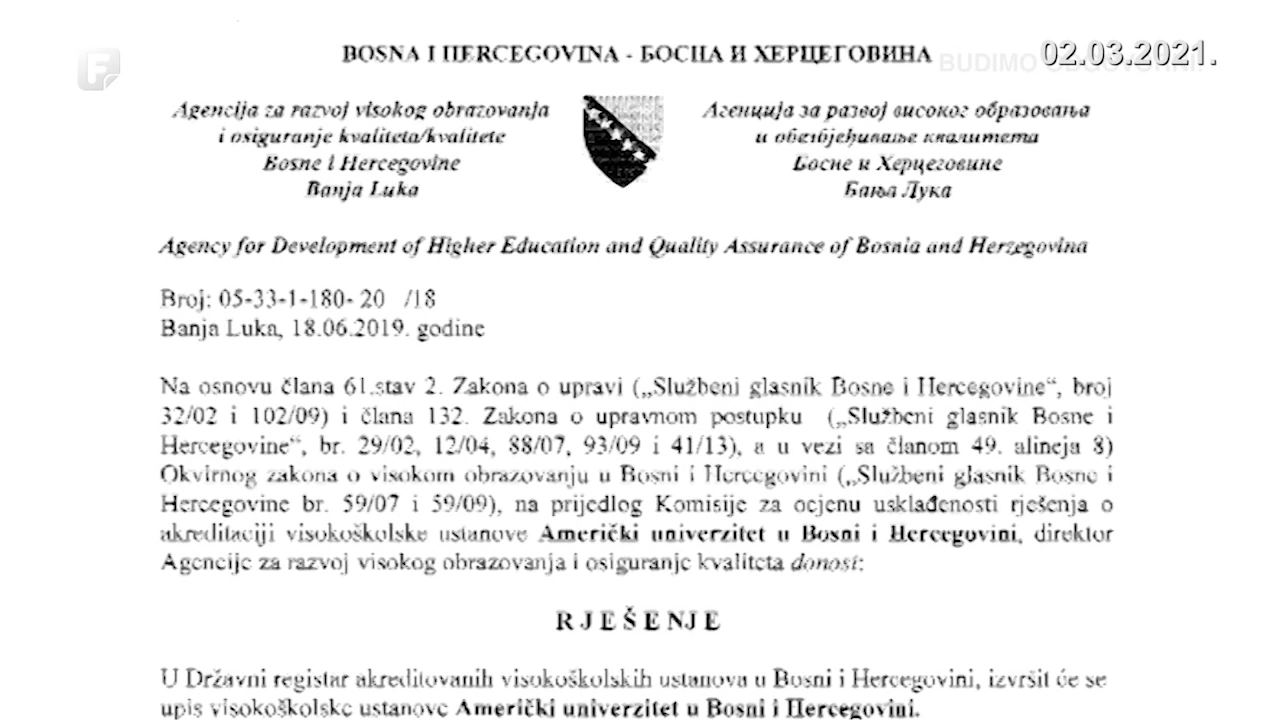 BOSNA I HERCEGOVINA - БОСНА И ХЕРЦЕГОВИНА
02.03.2021.
Agencija za razvoj visokog obrazovanja
i osiguranje kvaliteta/kvalitete
Bosne i Hercegovine
Banja Luka
Агенција за развој високог образовања
и обезбјеђивање квалитета
Босне и Херцеговине
Бања Лука
Agency for Development of Higher Education and Quality Assurance of Bosnia and Herzegovina
Broj: 05-33-1-180- 20 /18
Banja Luka, 18.06.2019. godine
Na osnovu člana 61.stav 2. Zakona o upravi („Službeni glasnik Bosne i Hercegovine“, broj
32/02 i 102/09) i člana 132. Zakona o upravnom postupku („Službeni glasnik Bosne i
Hercegovine“, br. 29/02, 12/04, 88/07, 93/09 i 41/13), a u vezi sa članom 49. alineja 8)
Okvirnog zakona o visokom obrazovanju u Bosni i Hercegovini („Službeni glasnik Bosne i
Hercegovine br. 59/07 i 59/09), na prijedlog Komisije za ocjenu usklađenosti rješenja o
akreditaciji visokoškolske ustanove Američki univerzitet u Bosni i Hercegovini, direktor
Agencije za razvoj visokog obrazovanja i osiguranje kvaliteta donosi:
RJEŠENJE
U Državni registar akreditovanih visokoškolskih ustanova u Bosni i Hercegovini, izvršit će se
upis visokoškolske ustanove Američki univerzitet u Bosni i Hercegovini.